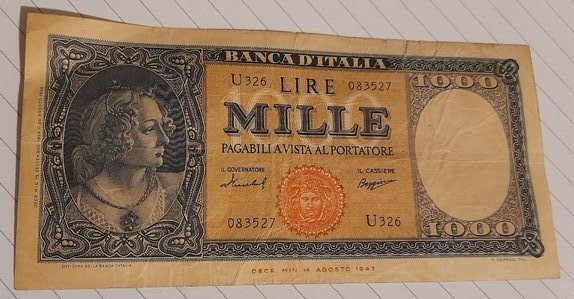 BANCA D'ITALIA
U326 LIRE 083527
1000 1000
MILLE
PAGABILI A VISTA AL PORTATORE
IL GOVERNATORE IL CASSIERE
083527 U326
1000
DECR. MIN. 14 AGOSTO 1947
OFFICINA DELLA BANCA D'ITALIA